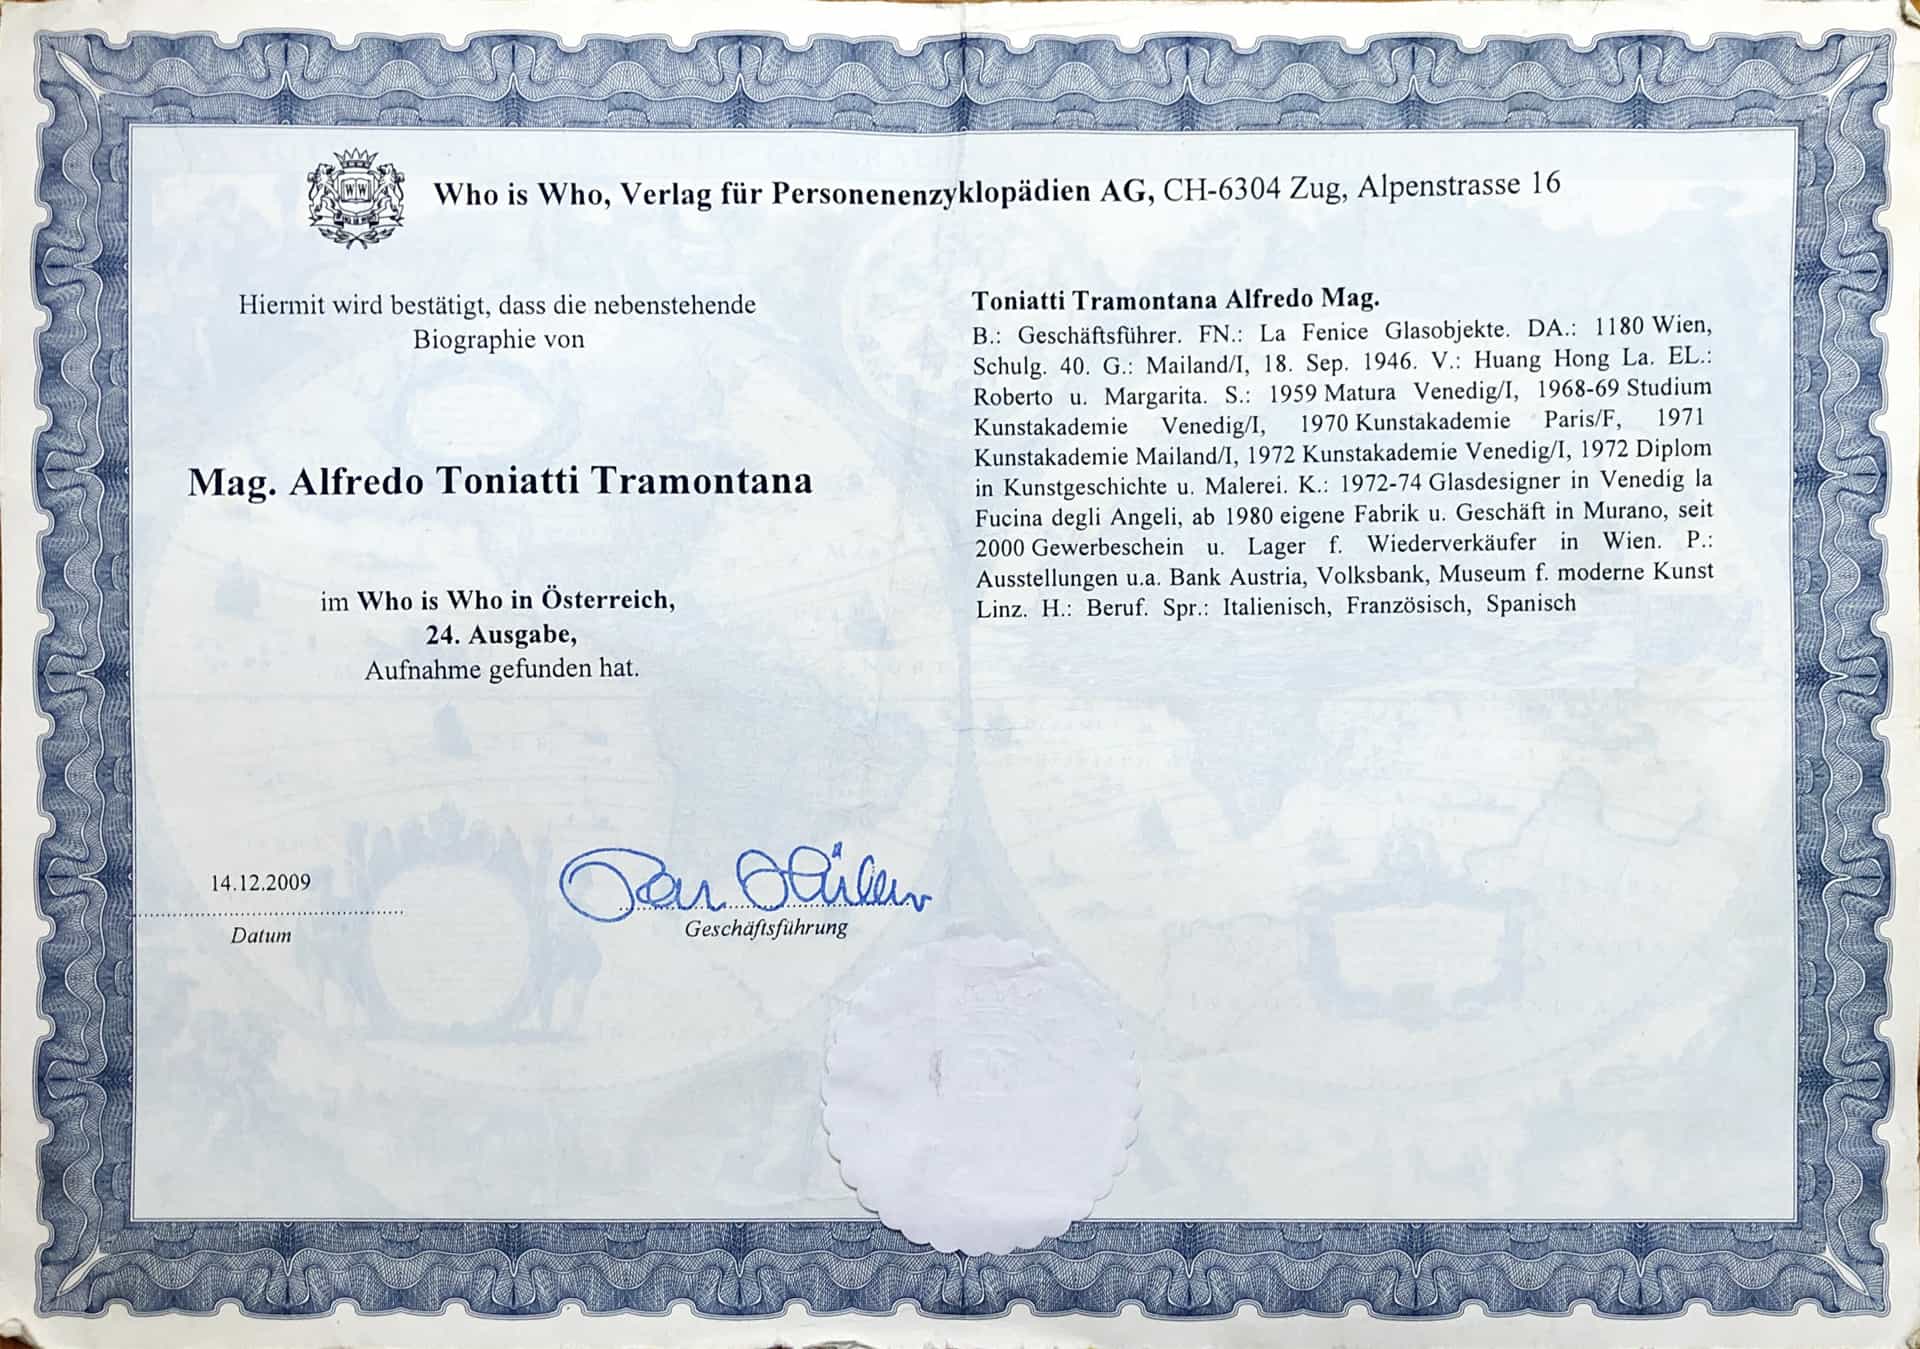 WW
Who is Who, Verlag für Personenenzyklopädien AG, CH-6304 Zug, Alpenstrasse 16
Hiermit wird bestätigt, dass die nebenstehende
Biographie von
Mag. Alfredo Toniatti Tramontana
im Who is Who in Österreich,
24. Ausgabe,
Aufnahme gefunden hat.
14.12.2009
Datum
Geschäftsführung
Toniatti Tramontana Alfredo Mag.
B.: Geschäftsführer. FN.: La Fenice Glasobjekte. DA.: 1180 Wien,
Schulg. 40. G.: Mailand/I, 18. Sep. 1946. V.: Huang Hong La. EL.:
Roberto u. Margarita. S.: 1959 Matura Venedig/I, 1968-69 Studium
Kunstakademie Venedig/I, 1970 Kunstakademie Paris/F, 1971
Kunstakademie Mailand/I, 1972 Kunstakademie Venedig/I, 1972 Diplom
in Kunstgeschichte u. Malerei. K.: 1972-74 Glasdesigner in Venedig la
Fucina degli Angeli, ab 1980 eigene Fabrik u. Geschäft in Murano, seit
2000 Gewerbeschein u. Lager f. Wiederverkäufer in Wien. P.:
Ausstellungen u.a. Bank Austria, Volksbank, Museum f. moderne Kunst
Linz. H.: Beruf. Spr.: Italienisch, Französisch, Spanisch